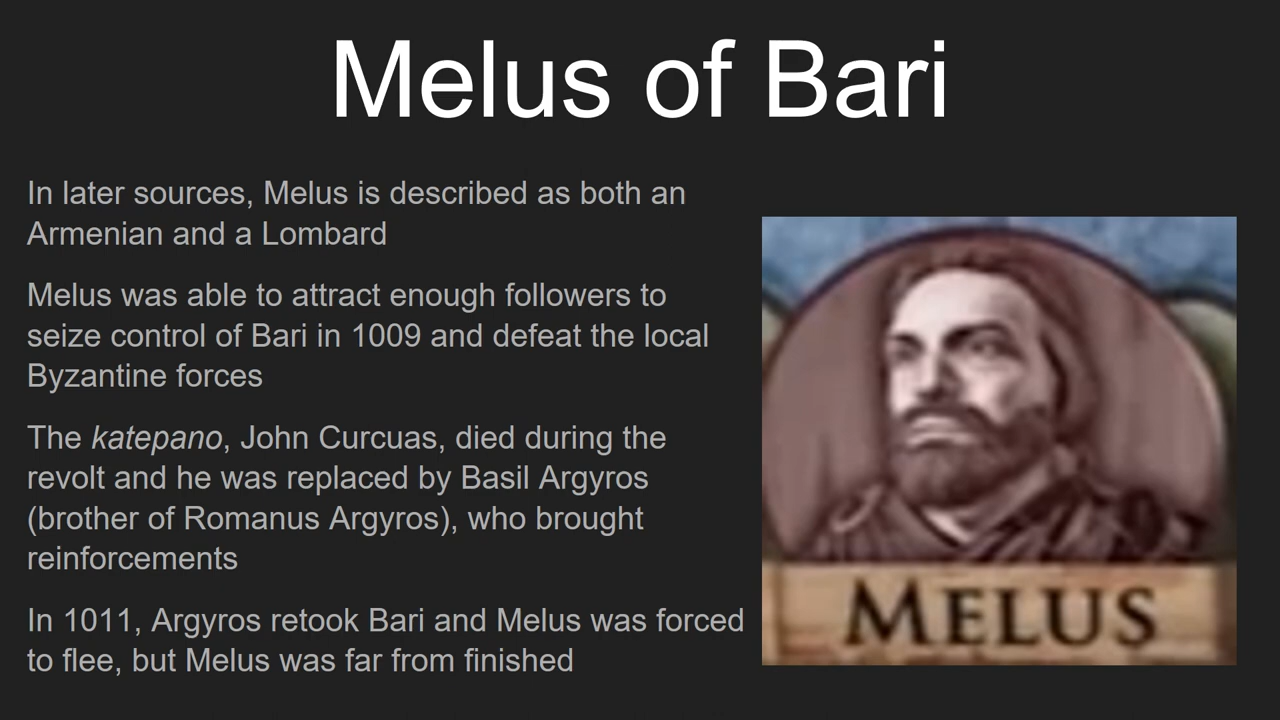 Melus of Bari
In later sources, Melus is described as both an
Armenian and a Lombard
Melus was able to attract enough followers to
seize control of Bari in 1009 and defeat the local
Byzantine forces
The katepano, John Curcuas, died during the
revolt and he was replaced by Basil Argyros
(brother of Romanus Argyros), who brought
reinforcements
In 1011, Argyros retook Bari and Melus was forced
to flee, but Melus was far from finished
MELUS